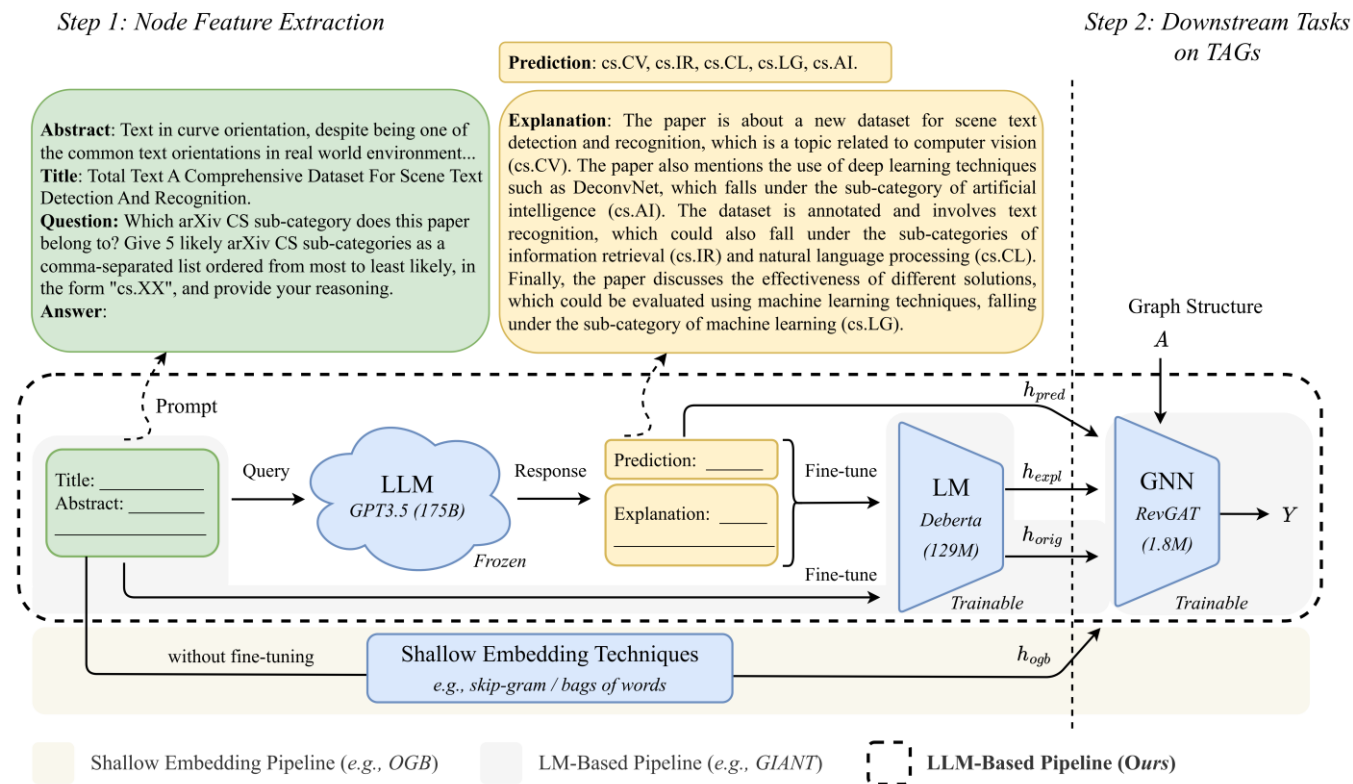 Step 1: Node Feature Extraction
Step 2: Downstream Tasks
on TAGs
Prediction: cs.CV, cs.IR, cs.CL, cs.LG, cs.AI.
Abstract: Text in curve orientation, despite being one of
the common text orientations in real world environment...
Title: Total Text A Comprehensive Dataset For Scene Text
Detection And Recognition.
Question: Which arXiv CS sub-category does this paper
belong to? Give 5 likely arXiv CS sub-categories as a
comma-separated list ordered from most to least likely, in
the form "cs.XX", and provide your reasoning.
Answer:
Explanation: The paper is about a new dataset for scene text
detection and recognition, which is a topic related to computer vision
(cs.CV). The paper also mentions the use of deep learning techniques
such as DeconvNet, which falls under the sub-category of artificial
intelligence (cs.AI). The dataset is annotated and involves text
recognition, which could also fall under the sub-categories of
information retrieval (cs.IR) and natural language processing (cs.CL).
Finally, the paper discusses the effectiveness of different solutions,
which could be evaluated using machine learning techniques, falling
under the sub-category of machine learning (cs.LG).
Graph Structure
A
Prompt
h_pred
Title:
Abstract:
Query
LLM
GPT3.5 (175B)
Frozen
Response
Prediction:
Explanation:
Fine-tune
Fine-tune
LM
Deberta
(129M)
Trainable
h_expl
h_orig
GNN
RevGAT
(1.8M)
Trainable
Y
without fine-tuning
Shallow Embedding Techniques
e.g., skip-gram / bags of words
h_ogb
Shallow Embedding Pipeline (e.g., OGB)
LM-Based Pipeline (e.g., GIANT)
LLM-Based Pipeline (Ours)